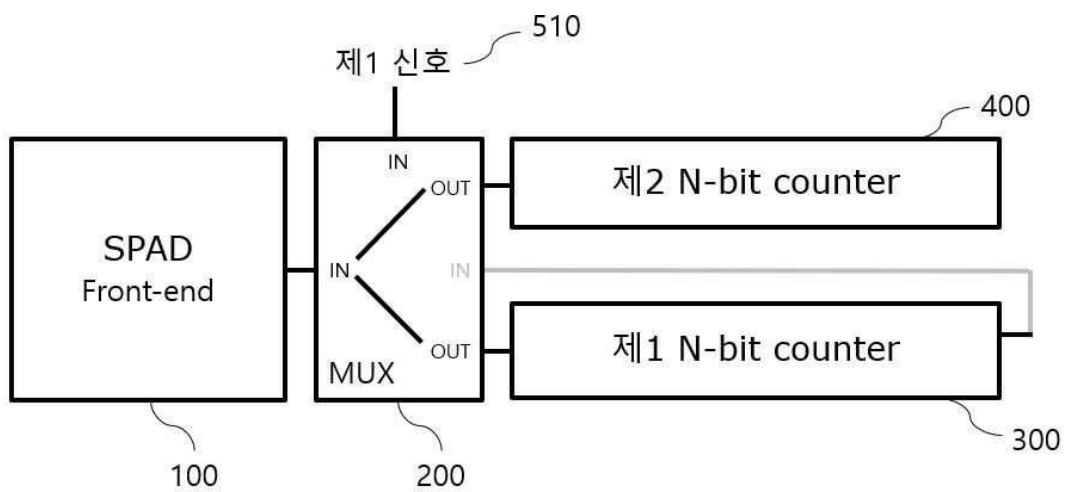 510
제1 신호
400
IN
OUT
제2 N-bit counter
SPAD
Front-end
IN
IN
OUT
제1 N-bit counter
MUX
300
100
200